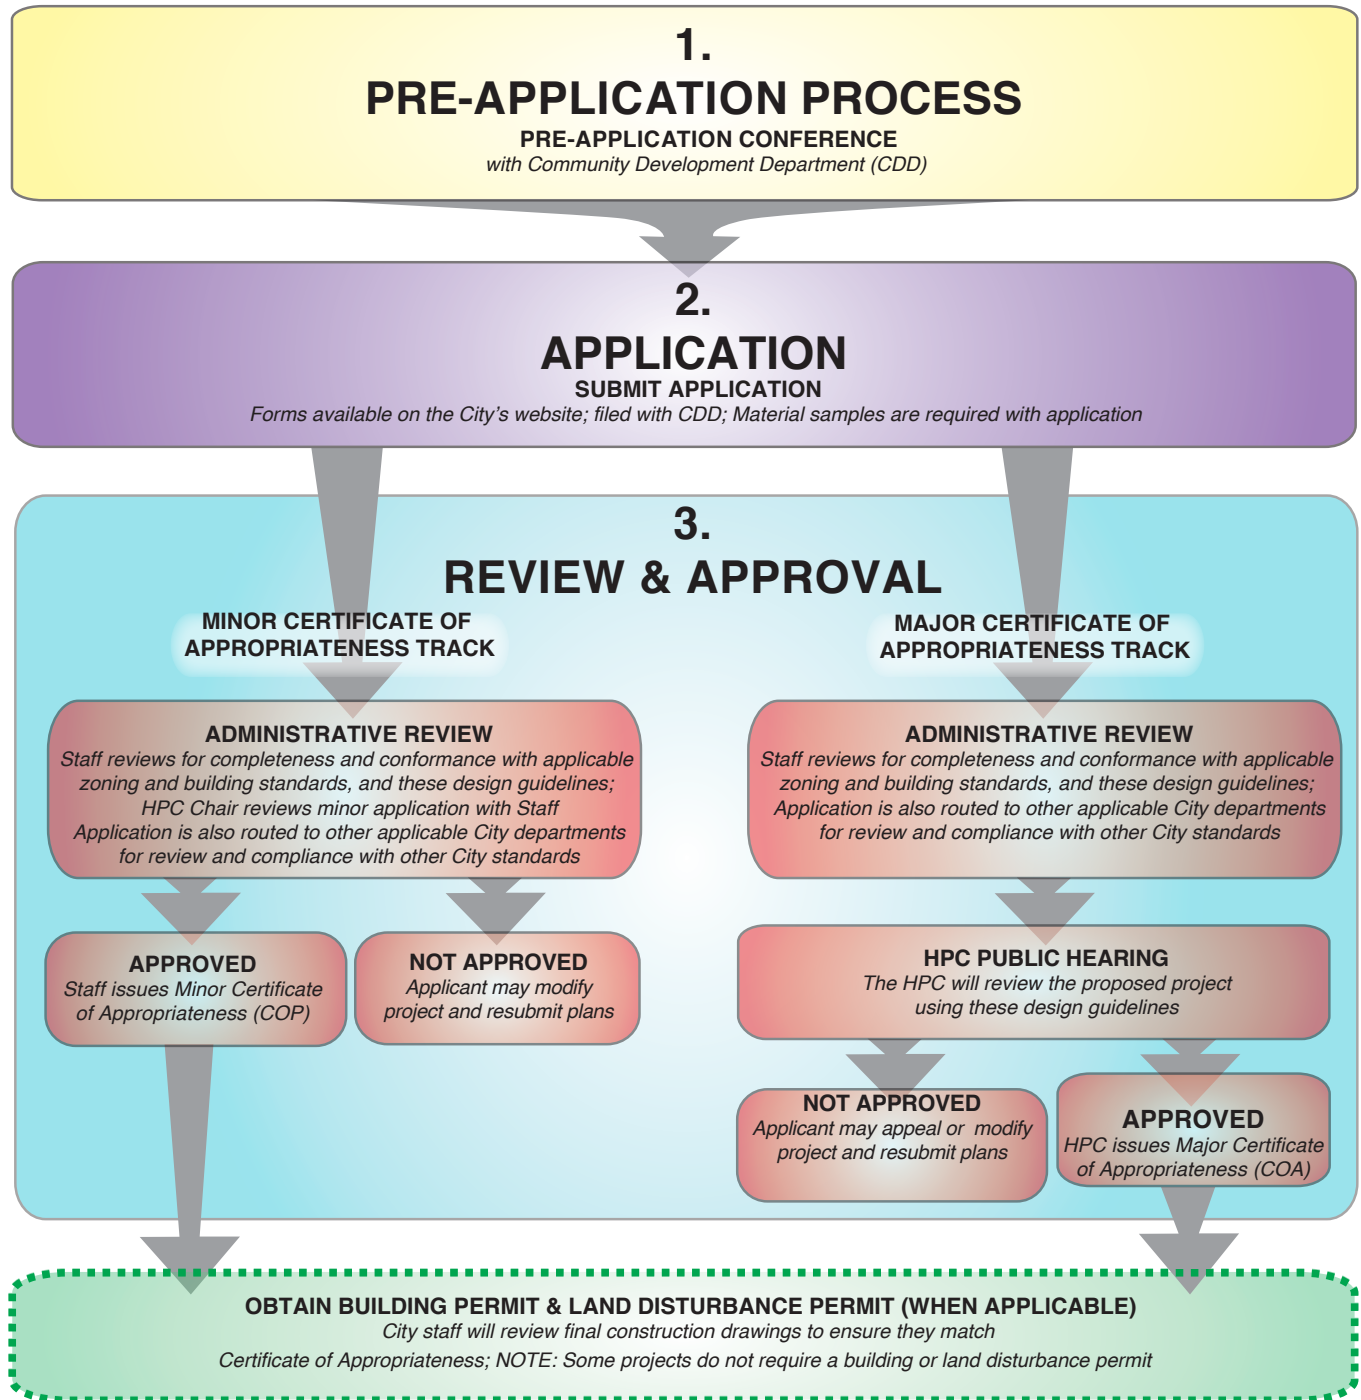 1.
PRE-APPLICATION PROCESS
PRE-APPLICATION CONFERENCE
with Community Development Department (CDD)
2.
APPLICATION
SUBMIT APPLICATION
Forms available on the City’s website; filed with CDD; Material samples are required with application
3.
REVIEW & APPROVAL
MINOR CERTIFICATE OF
APPROPRIATENESS TRACK
ADMINISTRATIVE REVIEW
Staff reviews for completeness and conformance with applicable
zoning and building standards, and these design guidelines;
HPC Chair reviews minor application with Staff
Application is also routed to other applicable City departments
for review and compliance with other City standards
APPROVED
Staff issues Minor Certificate
of Appropriateness (COP)
NOT APPROVED
Applicant may modify
project and resubmit plans
MAJOR CERTIFICATE OF
APPROPRIATENESS TRACK
ADMINISTRATIVE REVIEW
Staff reviews for completeness and conformance with applicable
zoning and building standards, and these design guidelines;
Application is also routed to other applicable City departments
for review and compliance with other City standards
HPC PUBLIC HEARING
The HPC will review the proposed project
using these design guidelines
NOT APPROVED
Applicant may appeal or modify
project and resubmit plans
APPROVED
HPC issues Major Certificate
of Appropriateness (COA)
OBTAIN BUILDING PERMIT & LAND DISTURBANCE PERMIT (WHEN APPLICABLE)
City staff will review final construction drawings to ensure they match
Certificate of Appropriateness; NOTE: Some projects do not require a building or land disturbance permit